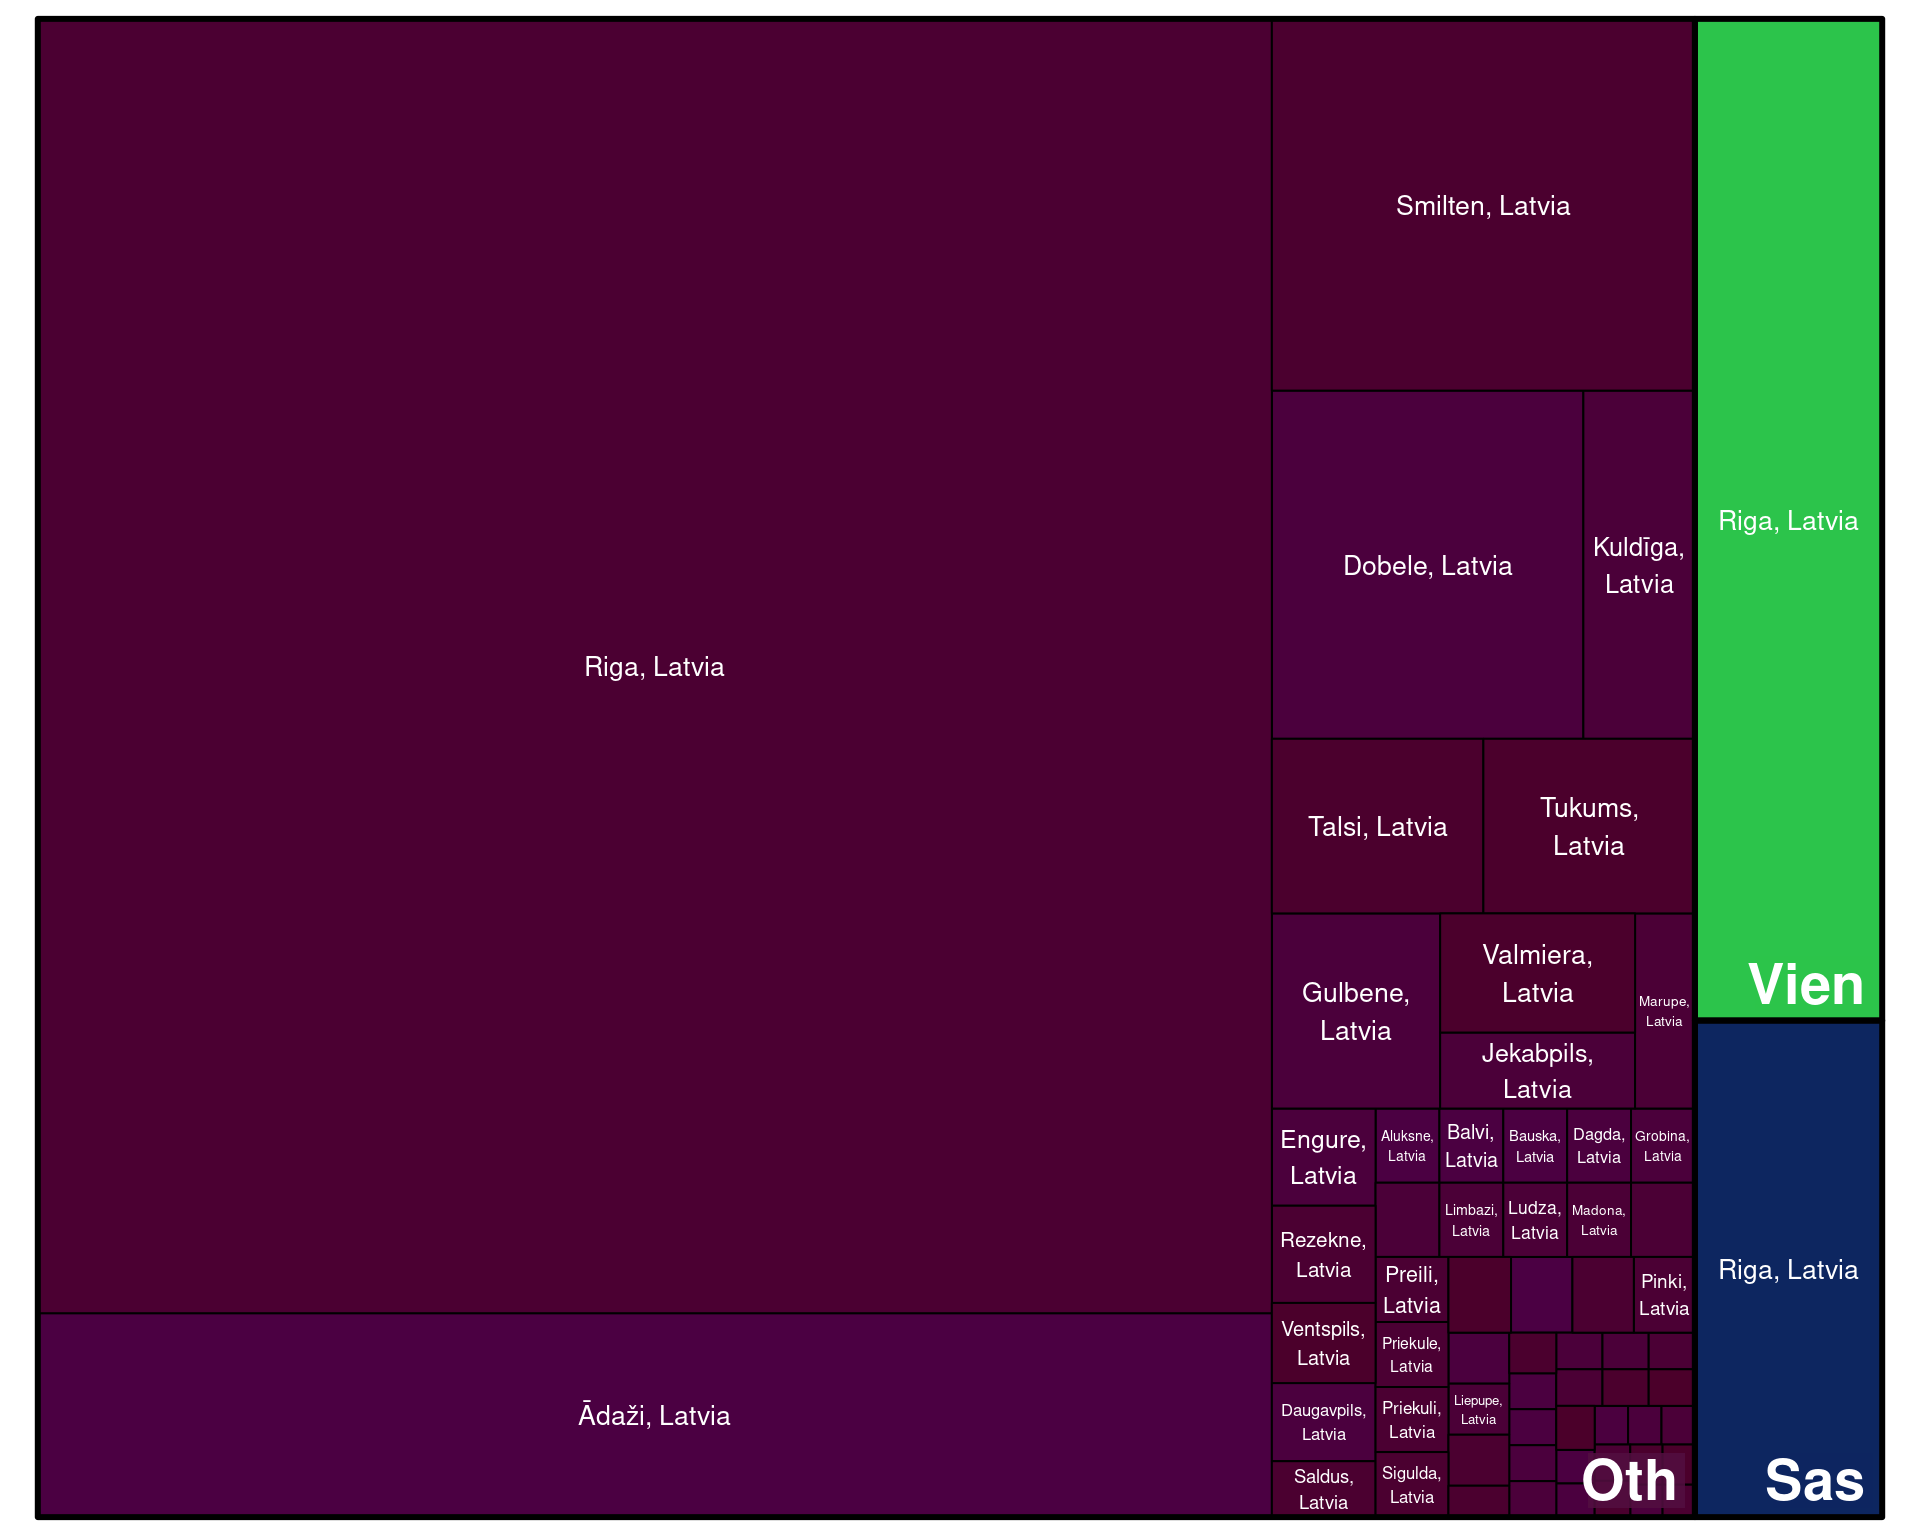 Riga, Latvia
Ādaži, Latvia
Smilten, Latvia
Dobele, Latvia
Kuldīga,
Latvia
Talsi, Latvia
Tukums,
Latvia
Gulbene,
Latvia
Valmiera,
Latvia
Jekabpils,
Latvia
Marupe,
Latvia
Engure,
Latvia
Rezekne,
Latvia
Ventspils,
Latvia
Daugavpils,
Latvia
Saldus,
Latvia
Aluksne,
Latvia
Balvi,
Latvia
Bauska,
Latvia
Dagda,
Latvia
Grobina,
Latvia
Limbazi,
Latvia
Ludza,
Latvia
Madona,
Latvia
Preili,
Latvia
Pinki,
Latvia
Priekule,
Latvia
Priekuli,
Latvia
Sigulda,
Latvia
Liepupe,
Latvia
Oth
Riga, Latvia
Vien
Riga, Latvia
Sas